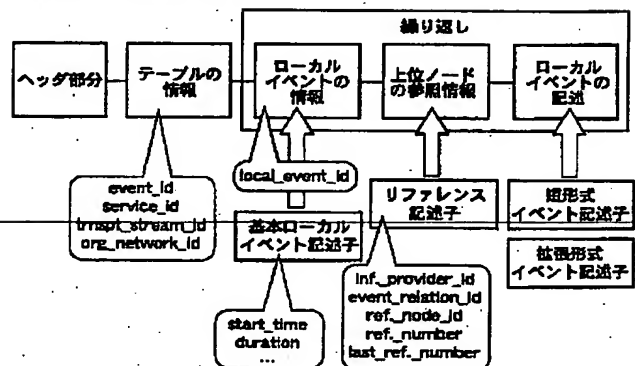 繰り返し
ヘッダ部分
テーブルの
情報
ローカル
イベントの
情報
上位ノード
の参照情報
ローカル
イベントの
記述
local_event_id
event_id
service_id
trnspt_stream_id
org_network_id
基本ローカル
イベント記述子
リファレンス
記述子
短形式
イベント記述子
拡張形式
イベント記述子
start_time
duration
...
inf._provider_id
event_relation_id
ref._node_id
ref._number
last_ref._number